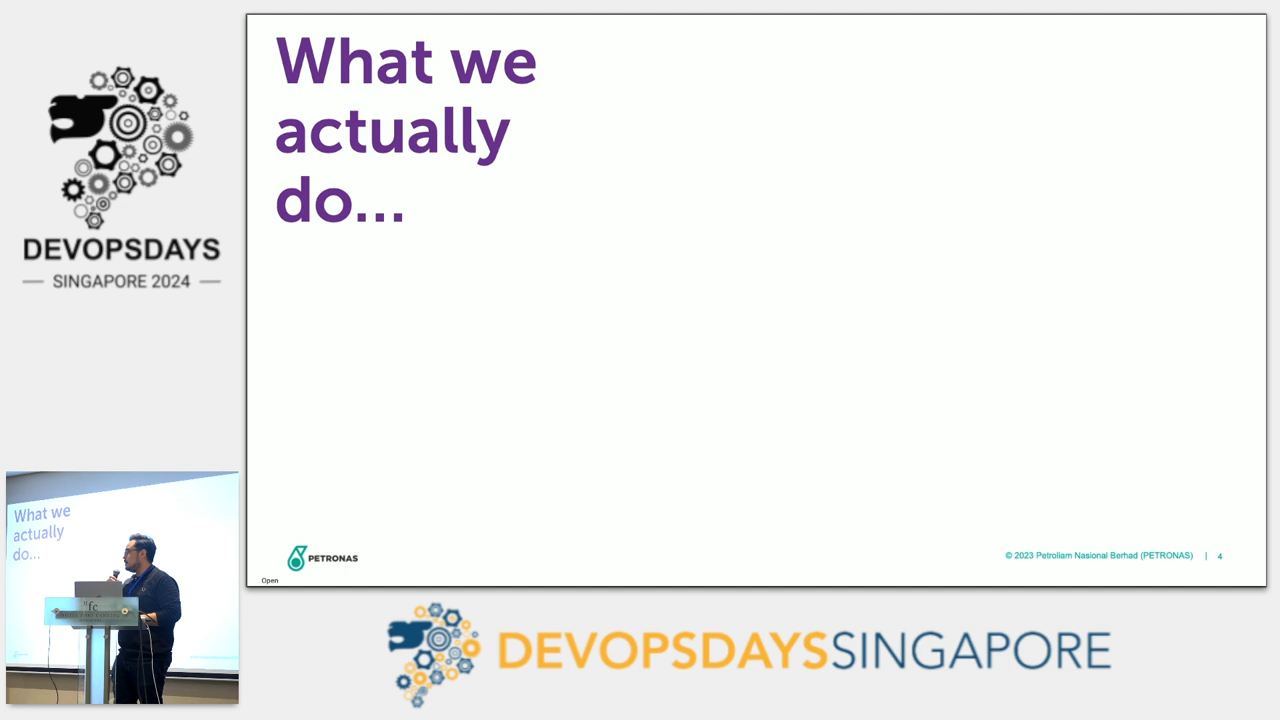 DEVOPSDAYS
SINGAPORE 2024
What we
actually
do...
PETRONAS
© 2023 Petroliam Nasional Berhad (PETRONAS) | 4
Open
What we
actually
do...
DEVOPSDAYSSINGAPORE